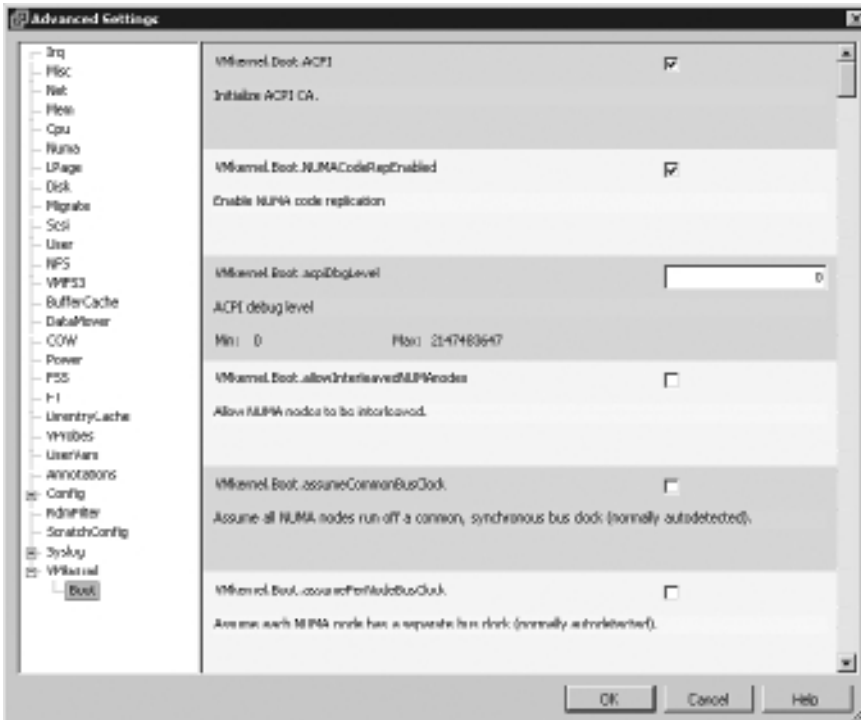 Advanced Settings
Irq
Misc
Net
Mem
Cpu
Numa
LPage
Disk
Migrate
Scsi
User
NFS
VMFS3
BufferCache
DataMover
COW
Power
FSS
FT
DirentryCache
VProbes
UserVars
Annotations
Config
RdmFilter
ScratchConfig
Syslog
VMkernel
Boot
VMkernel.Boot.ACPI
Initialize ACPI CA.
VMkernel.Boot.NUMACodeRepEnabled
Enable NUMA code replication
VMkernel.Boot.acpiDbgLevel
0
ACPI debug level
Min: 0 Max: 2147483647
VMkernel.Boot.allowInterleavedNUMAnodes
Allow NUMA nodes to be interleaved.
VMkernel.Boot.assumeCommonBusClock
Assume all NUMA nodes run off a common, synchronous bus clock (normally autodetected).
VMkernel.Boot.assumePerNodeBusClock
Assume each NUMA node has a separate bus clock (normally autodetected).
OK
Cancel
Help